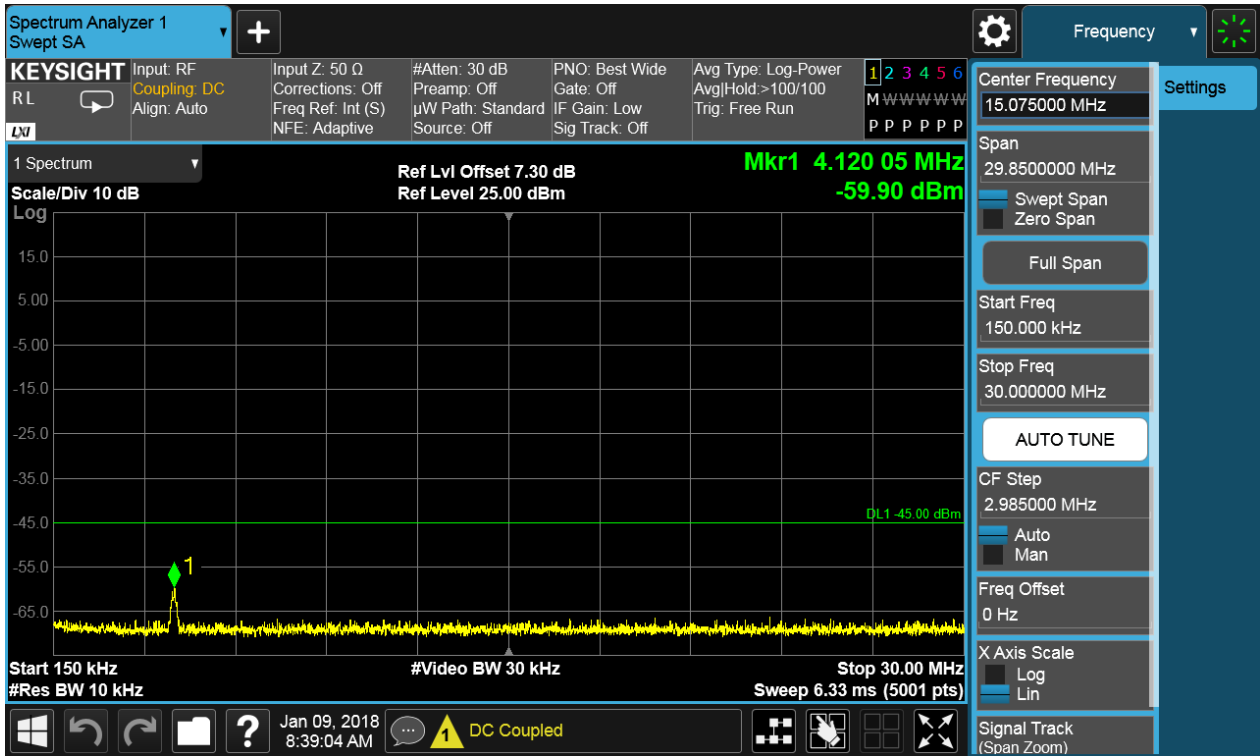 Spectrum Analyzer 1
Swept SA
+
Frequency
KEYSIGHT
R L
LXI
Input: RF
Coupling: DC
Align: Auto
Input Z: 50 Ω
Corrections: Off
Freq Ref: Int (S)
NFE: Adaptive
#Atten: 30 dB
Preamp: Off
µW Path: Standard
Source: Off
PNO: Best Wide
Gate: Off
IF Gain: Low
Sig Track: Off
Avg Type: Log-Power
Avg|Hold:>100/100
Trig: Free Run
1 2 3 4 5 6
M W W W W W
P P P P P P
1 Spectrum
Scale/Div 10 dB
Log
Ref Lvl Offset 7.30 dB
Ref Level 25.00 dBm
Mkr1 4.120 05 MHz
-59.90 dBm
15.0
5.00
-5.00
-15.0
-25.0
-35.0
-45.0
-55.0
-65.0
DL1 -45.00 dBm
1
Start 150 kHz
#Res BW 10 kHz
#Video BW 30 kHz
Stop 30.00 MHz
Sweep 6.33 ms (5001 pts)
Center Frequency
15.075000 MHz
Settings
Span
29.8500000 MHz
Swept Span
Zero Span
Full Span
Start Freq
150.000 kHz
Stop Freq
30.000000 MHz
AUTO TUNE
CF Step
2.985000 MHz
Auto
Man
Freq Offset
0 Hz
X Axis Scale
Log
Lin
Signal Track
(Span Zoom)
?
Jan 09, 2018
8:39:04 AM
1
DC Coupled